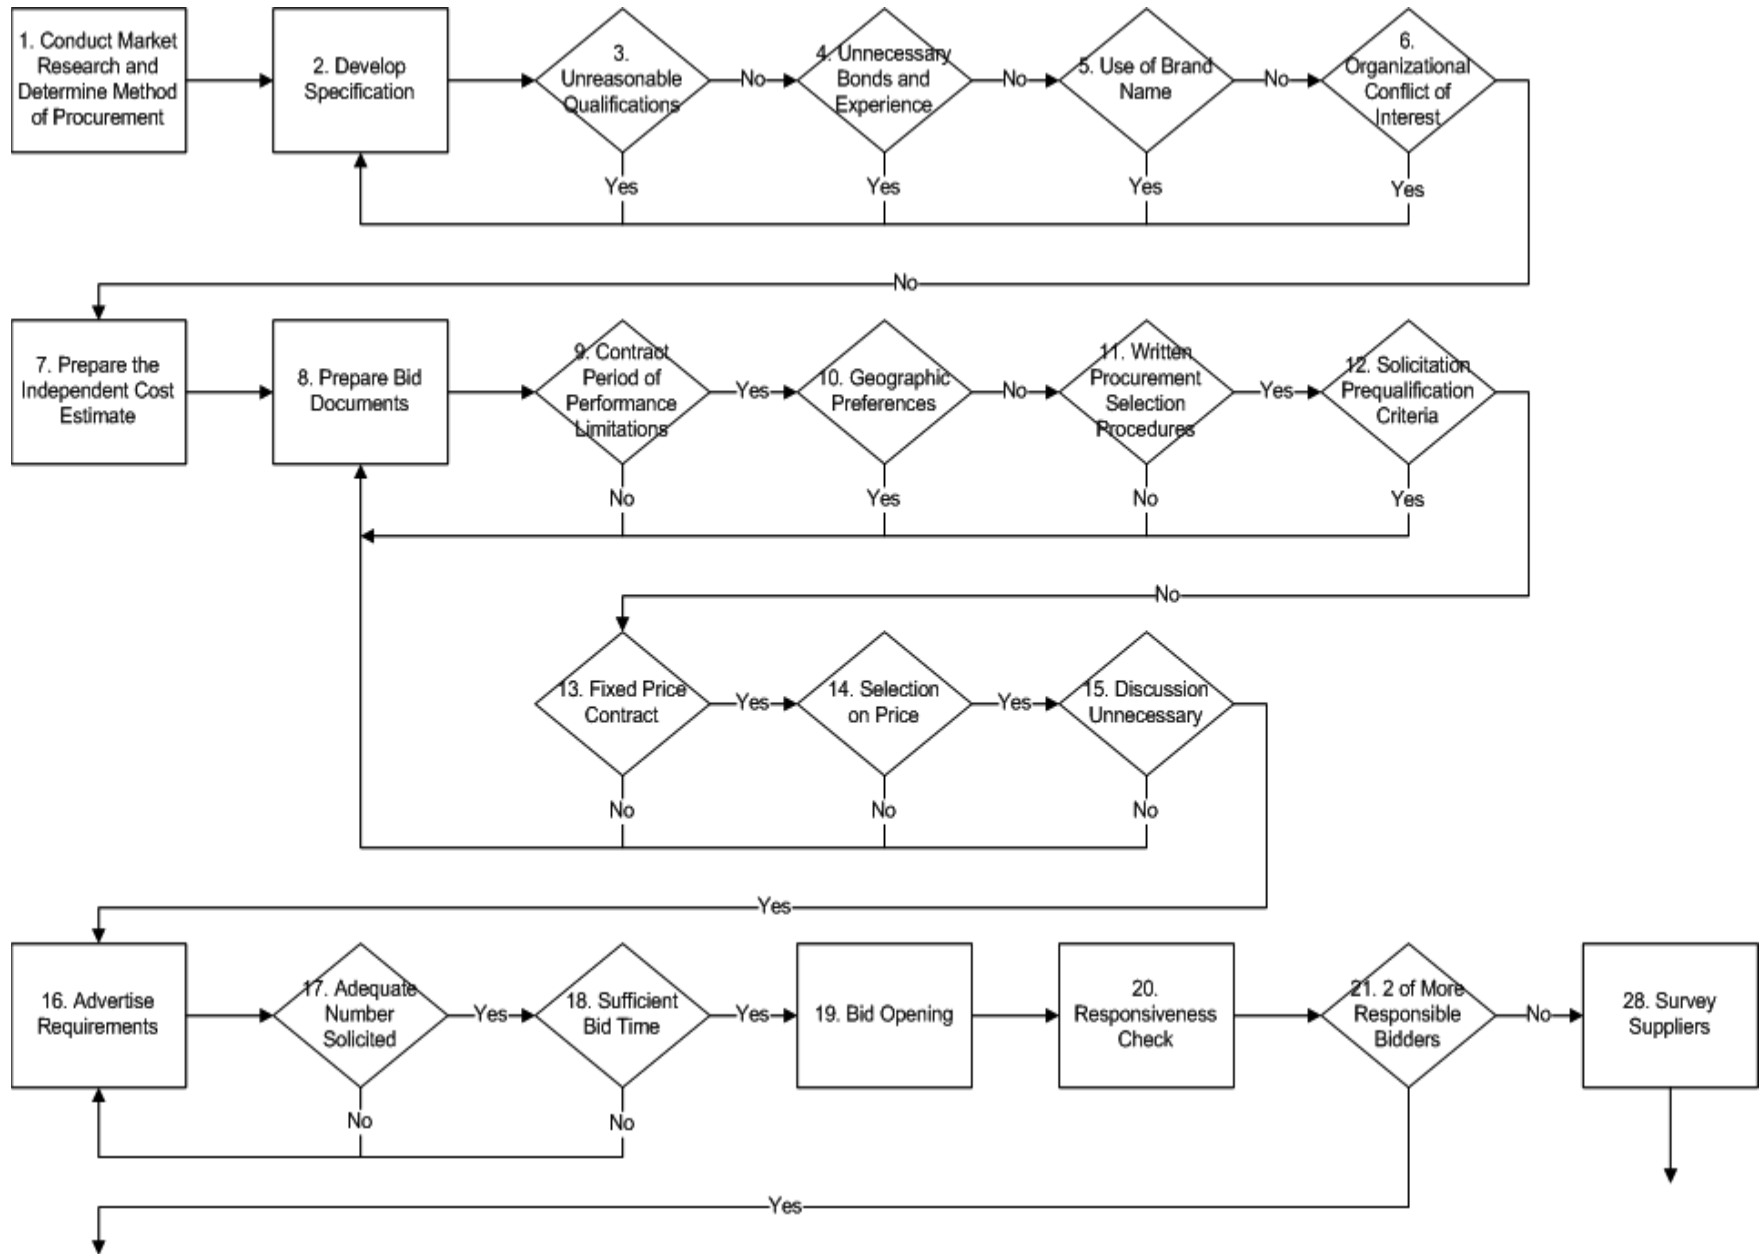 1. Conduct Market
Research and
Determine Method
of Procurement
2. Develop
Specification
3.
Unreasonable
Qualifications
No
4. Unnecessary
Bonds and
Experience
No
5. Use of Brand
Name
No
6.
Organizational
Conflict of
Interest
Yes
Yes
Yes
Yes
No
7. Prepare the
Independent Cost
Estimate
8. Prepare Bid
Documents
9. Contract
Period of
Performance
Limitations
Yes
10. Geographic
Preferences
No
11. Written
Procurement
Selection
Procedures
Yes
12. Solicitation
Prequalification
Criteria
No
Yes
No
Yes
No
13. Fixed Price
Contract
Yes
14. Selection
on Price
Yes
15. Discussion
Unnecessary
No
No
No
Yes
16. Advertise
Requirements
17. Adequate
Number
Solicited
Yes
18. Sufficient
Bid Time
Yes
19. Bid Opening
20.
Responsiveness
Check
21. 2 of More
Responsible
Bidders
No
28. Survey
Suppliers
No
No
Yes